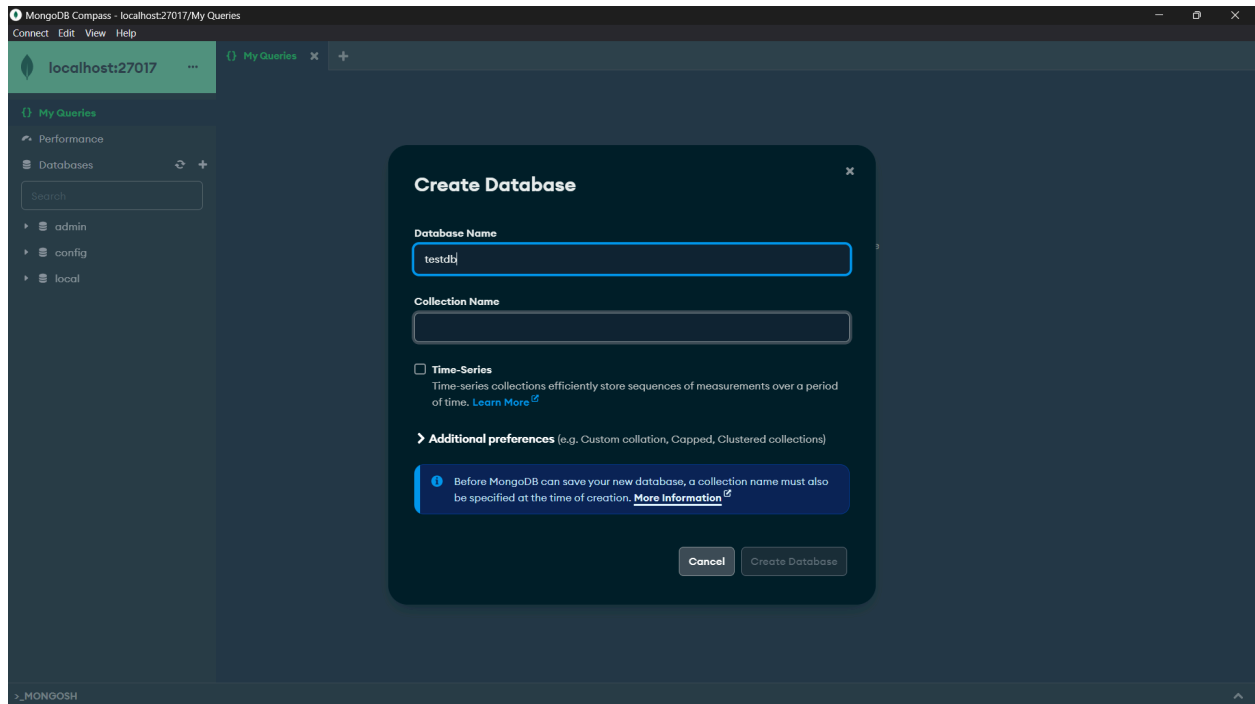 MongoDB Compass - localhost:27017/My Queries
Connect Edit View Help
localhost:27017 ...
{} My Queries
{} My Queries
Performance
Databases
Search
admin
config
local
Create Database
Database Name
testdb
Collection Name
Time-Series
Time-series collections efficiently store sequences of measurements over a period
of time. Learn More
Additional preferences (e.g. Custom collation, Capped, Clustered collections)
Before MongoDB can save your new database, a collection name must also
be specified at the time of creation. More Information
Cancel Create Database
>_MONGOSH